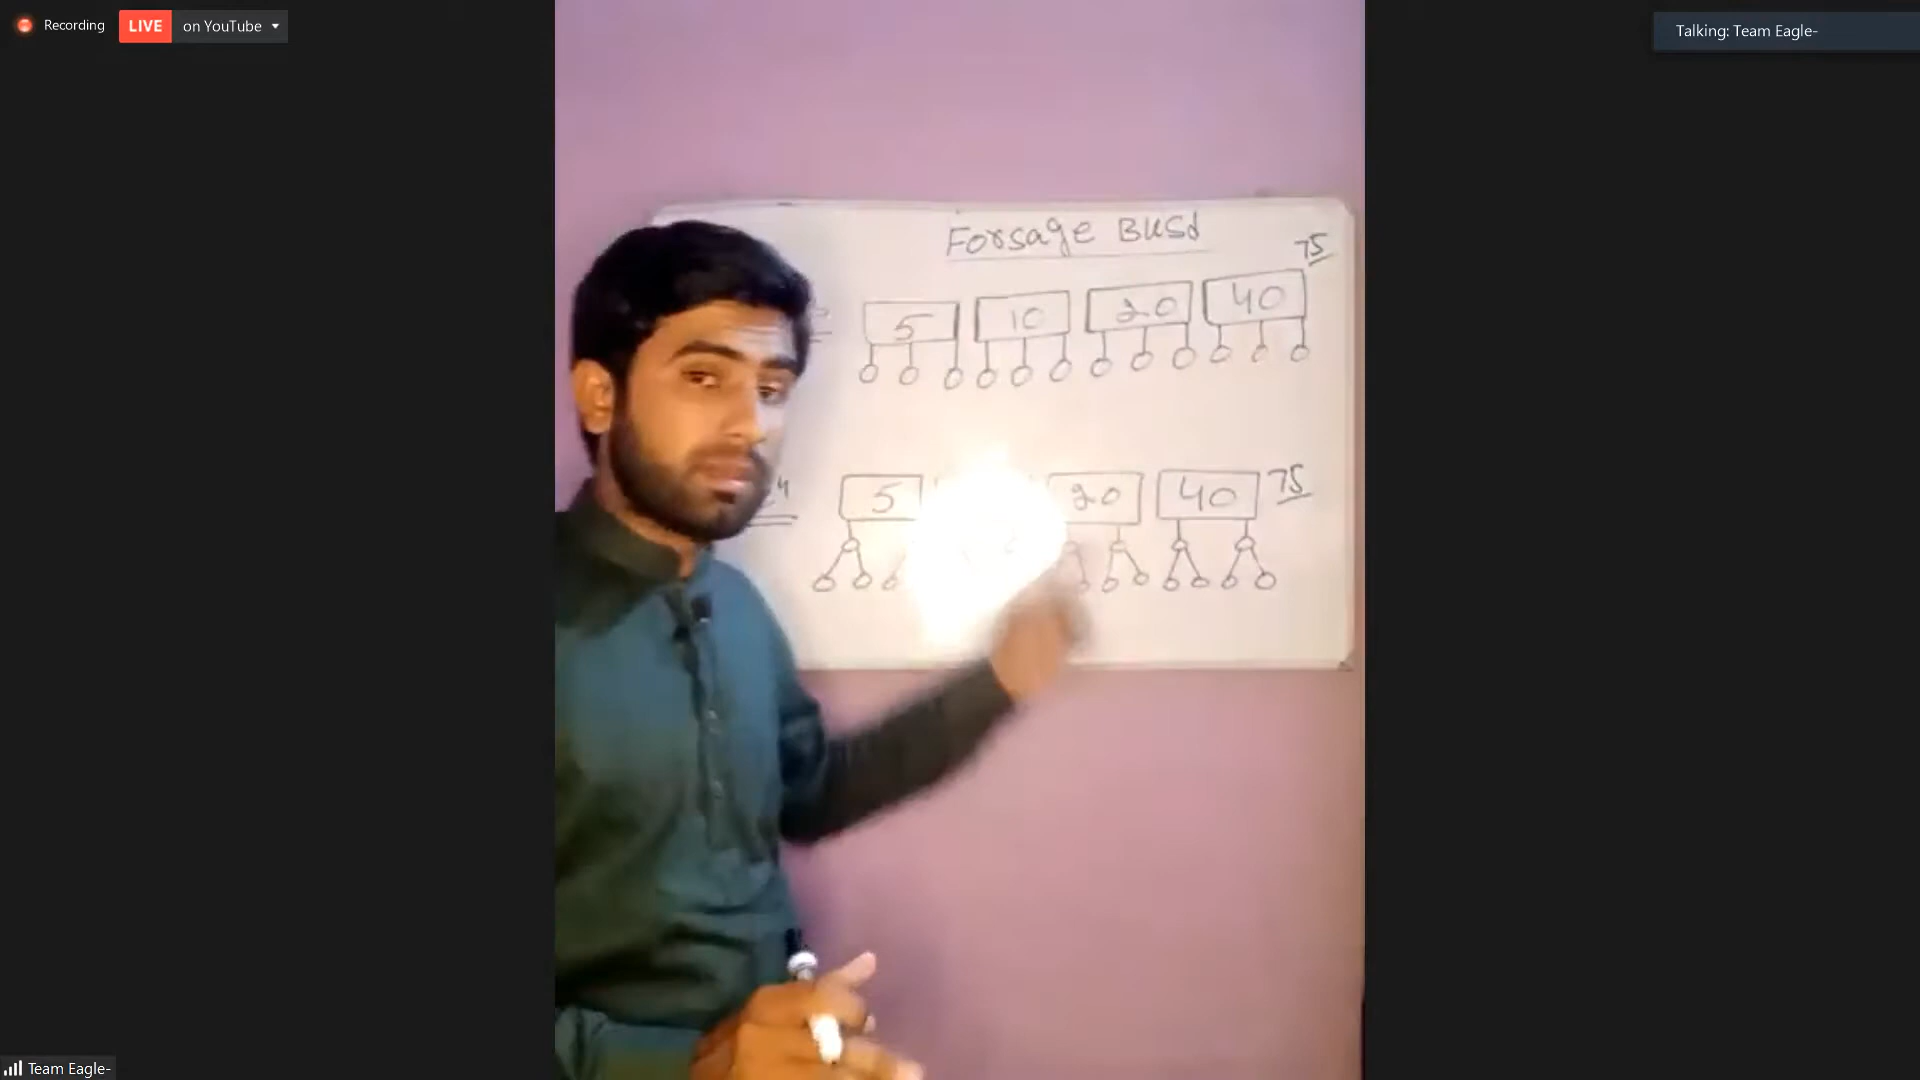 Recording
LIVE on YouTube
Talking: Team Eagle-
Forsage BUSd
75
5 10 20 40
5 20 40 75
Team Eagle-